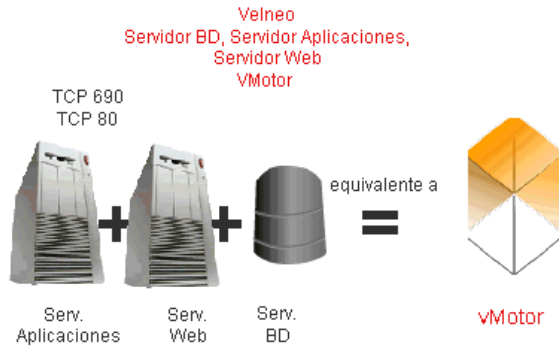 Velneo
Servidor BD, Servidor Aplicaciones,
Servidor Web
VMotor
TCP 690
TCP 80
+
+
equivalente a
=
Serv.
Aplicaciones
Serv.
Web
Serv.
BD
vMotor